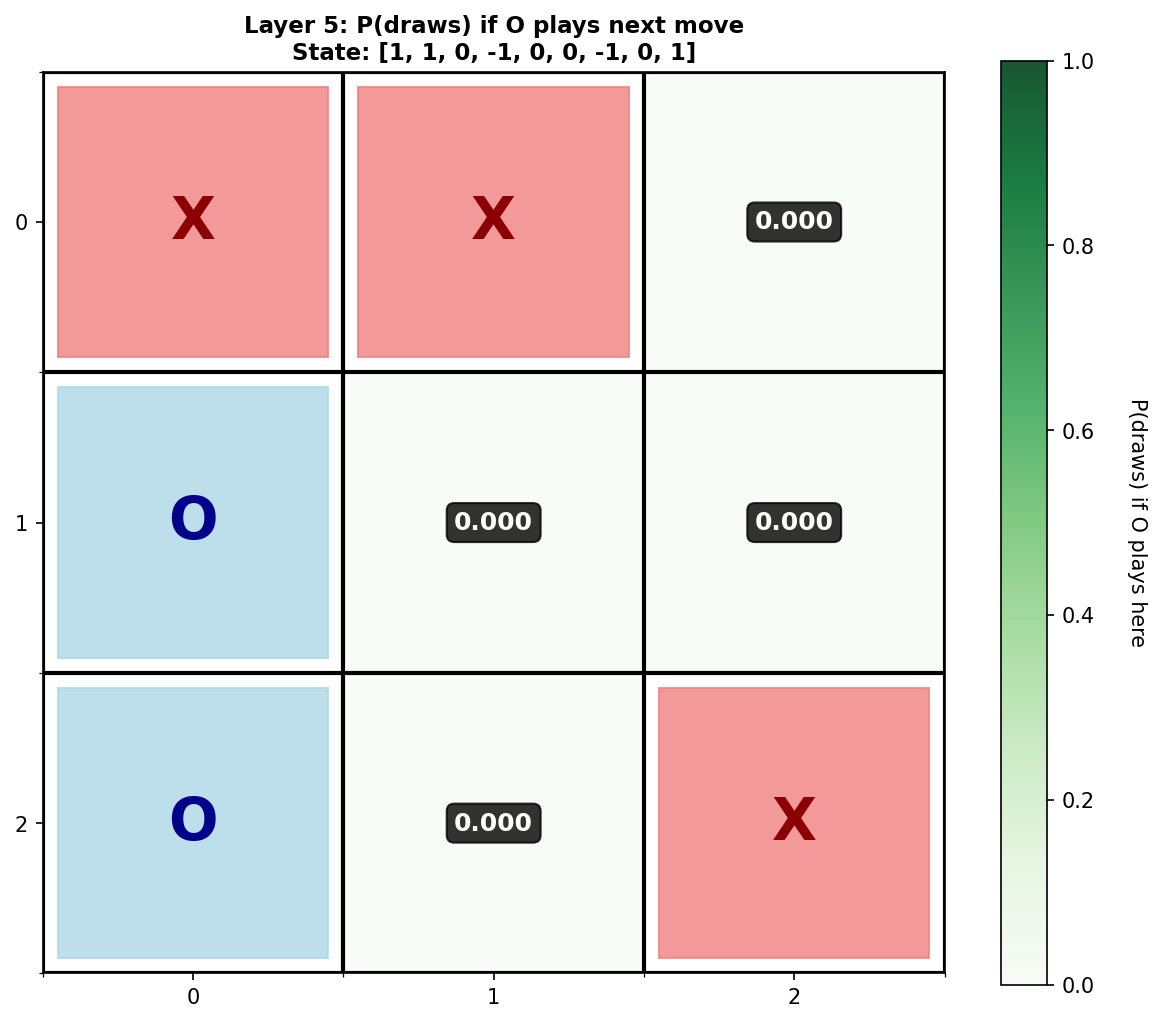 Layer 5: P(draws) if O plays next move
State: [1, 1, 0, -1, 0, 0, -1, 0, 1]
X X 0.000
O 0.000 0.000
O 0.000 X
0
1
2
0 1 2
1.0
0.8
0.6
0.4
0.2
0.0
P(draws) if O plays here